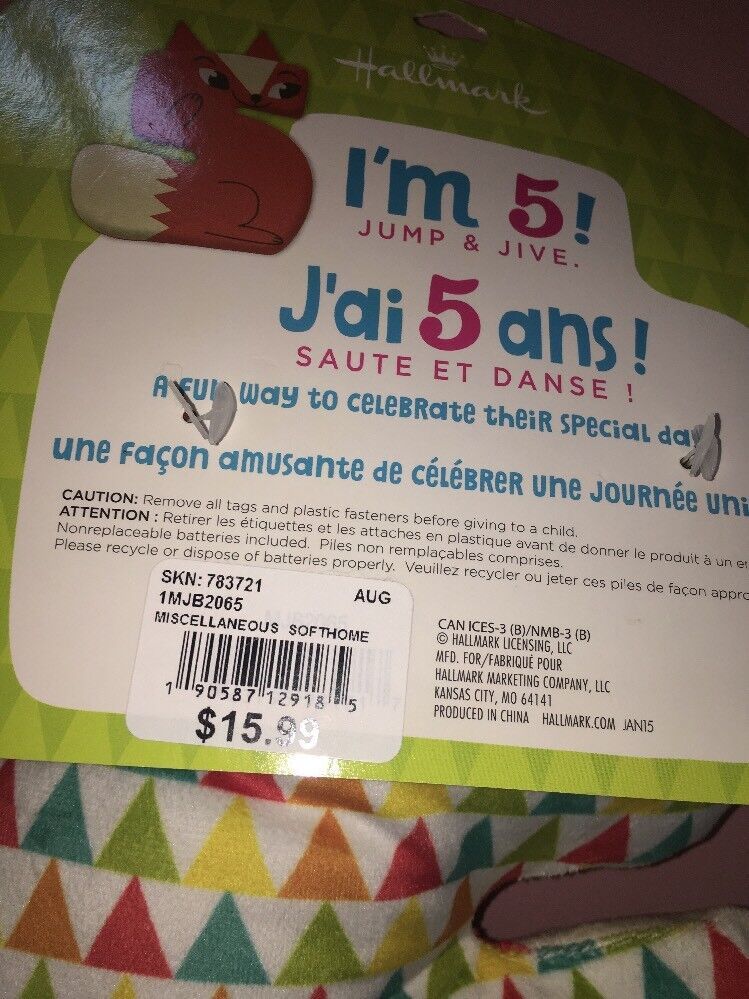 Hallmark
I'm 5!
JUMP & JIVE.
J'ai 5 ans !
SAUTE ET DANSE !
A FUN WAY TO CELEBRATE THEIR SPECIAL DAY
UNE FAÇON AMUSANTE DE CÉLÉBRER UNE JOURNÉE UNI
CAUTION: Remove all tags and plastic fasteners before giving to a child.
ATTENTION : Retirer les étiquettes et les attaches en plastique avant de donner le produit à un
Nonreplaceable batteries included. Piles non remplaçables comprises.
Please recycle or dispose of batteries properly. Veuillez recycler ou jeter ces piles de façon appro
SKN: 783721 AUG
1MJB2065
MISCELLANEOUS SOFTHOME
1 90587 12918 5
$15.99
CAN ICES-3 (B)/NMB-3 (B)
© HALLMARK LICENSING, LLC
MFD. FOR/FABRIQUÉ POUR
HALLMARK MARKETING COMPANY, LLC
KANSAS CITY, MO 64141
PRODUCED IN CHINA HALLMARK.COM JAN15